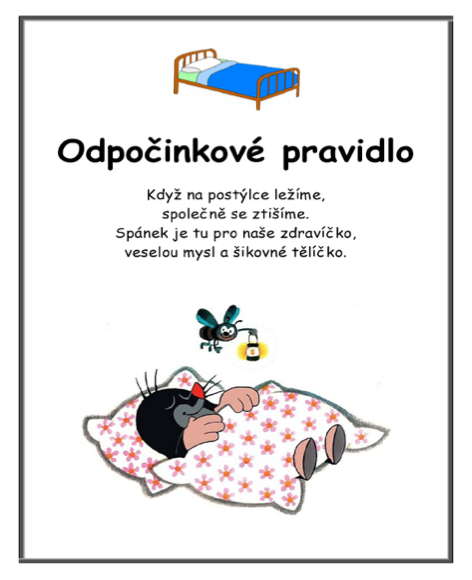 Odpočinkové pravidlo
Když na postýlce ležíme,
společně se ztišíme.
Spánek je tu pro naše zdravíčko,
veselou mysl a šikovné tělíčko.